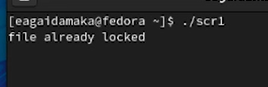 [eagaidamaka@fedora ~]$ ./scr1
file already locked